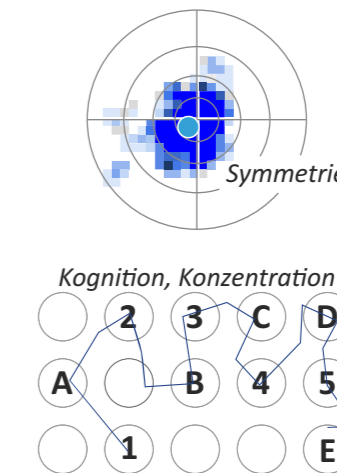 Symmetrie
Kognition, Konzentration
2 3 C D
A B 4 5
1 E